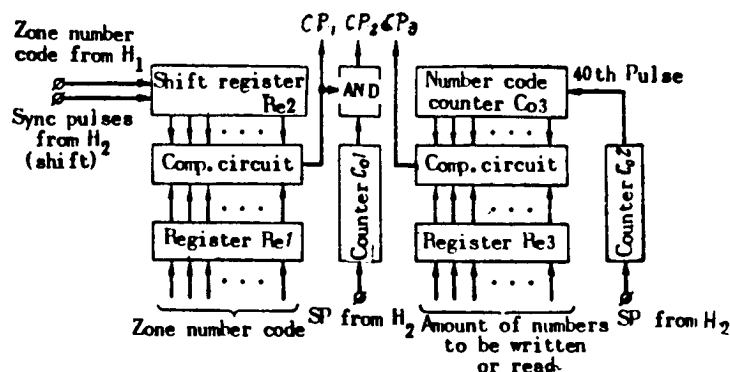 CP₁ CP₂ & CP₃
Zone number
code from H₁
Shift register
Re2
AND
Number code
counter Co3
40th Pulse
Sync pulses
from H₂
(shift)
Comp. circuit
Counter Co1
Comp. circuit
Counter Co2
Register Re1
Register Re3
Zone number code
SP from H₂
Amount of numbers
to be written
or read
SP from H₂